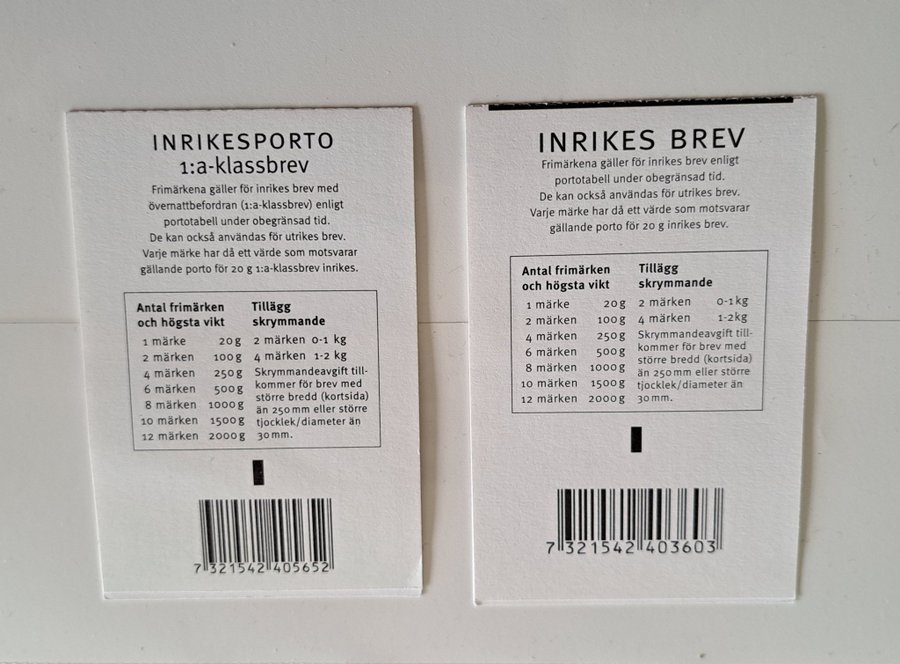 INRIKESPORTO
1:a-klassbrev
Frimärkena gäller för inrikes brev med
övernattbefordran (1:a-klassbrev) enligt
portotabell under obegränsad tid.
De kan också användas för utrikes brev.
Varje märke har då ett värde som motsvarar
gällande porto för 20 g 1:a-klassbrev inrikes.
Antal frimärken
och högsta vikt
1 märke 20 g
2 märken 100 g
4 märken 250 g
6 märken 500 g
8 märken 1000 g
10 märken 1500 g
12 märken 2000 g
Tillägg
skrymmande
2 märken 0-1 kg
4 märken 1-2 kg
Skrymmandeavgift till-
kommer för brev med
större bredd (kortsida)
än 250 mm eller större
tjocklek/diameter än
30 mm.
7 321542 405652
INRIKES BREV
Frimärkena gäller för inrikes brev enligt
portotabell under obegränsad tid.
De kan också användas för utrikes brev.
Varje märke har då ett värde som motsvarar
gällande porto för 20 g inrikes brev.
Antal frimärken
och högsta vikt
1 märke 20 g
2 märken 100 g
4 märken 250 g
6 märken 500 g
8 märken 1000 g
10 märken 1500 g
12 märken 2000 g
Tillägg
skrymmande
2 märken 0-1 kg
4 märken 1-2 kg
Skrymmandeavgift till-
kommer för brev med
större bredd (kortsida)
än 250 mm eller större
tjocklek/diameter än
30 mm.
7 321542 403603